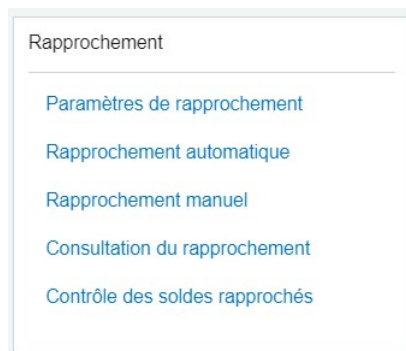 Rapprochement
Paramètres de rapprochement
Rapprochement automatique
Rapprochement manuel
Consultation du rapprochement
Contrôle des soldes rapprochés